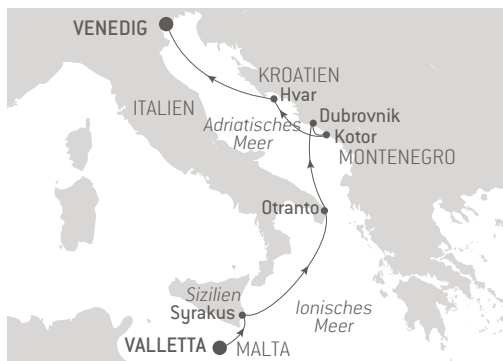 VENEDIG
KROATIEN
Hvar
ITALIEN
Dubrovnik
Adriatisches
Meer
Kotor
MONTENEGRO
Otranto
Sizilien
Syrakus
Ionisches
Meer
VALLETTA
MALTA